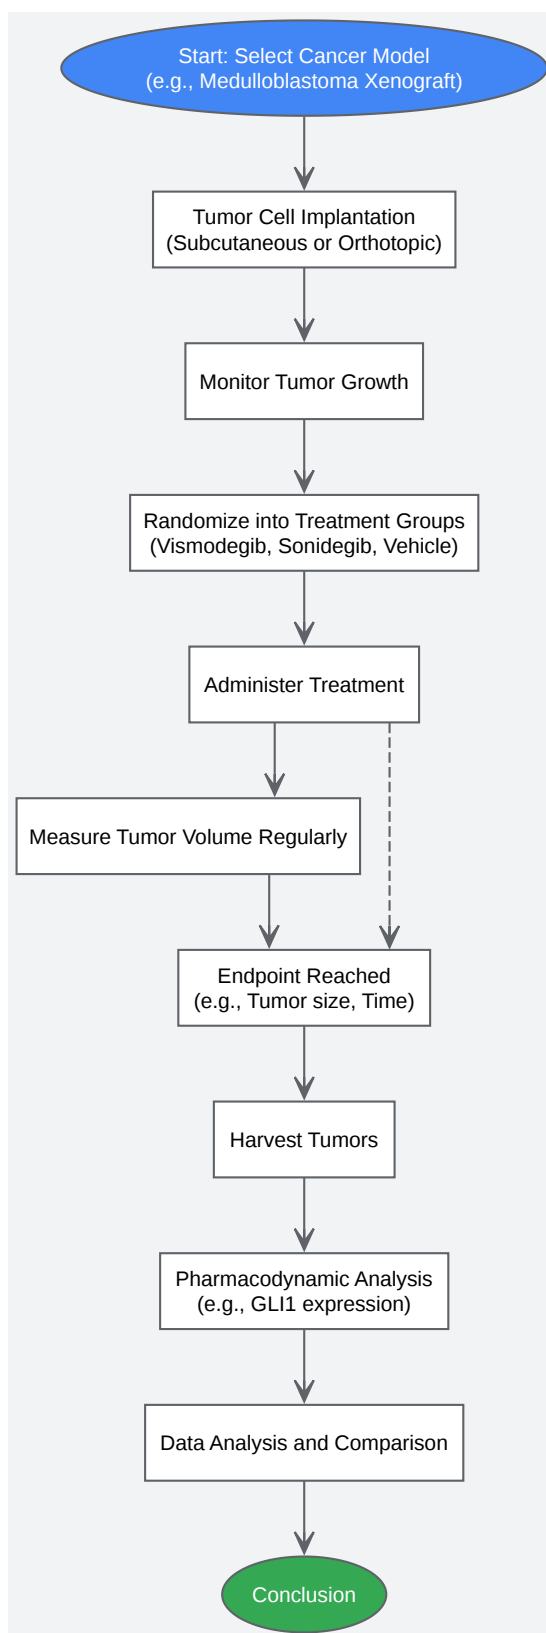 Start: Select Cancer Model
(e.g., Medulloblastoma Xenograft)
Tumor Cell Implantation
(Subcutaneous or Orthotopic)
Monitor Tumor Growth
Randomize into Treatment Groups
(Vismodegib, Sonidegib, Vehicle)
Administer Treatment
Measure Tumor Volume Regularly
Endpoint Reached
(e.g., Tumor size, Time)
Harvest Tumors
Pharmacodynamic Analysis
(e.g., GLI1 expression)
Data Analysis and Comparison
Conclusion